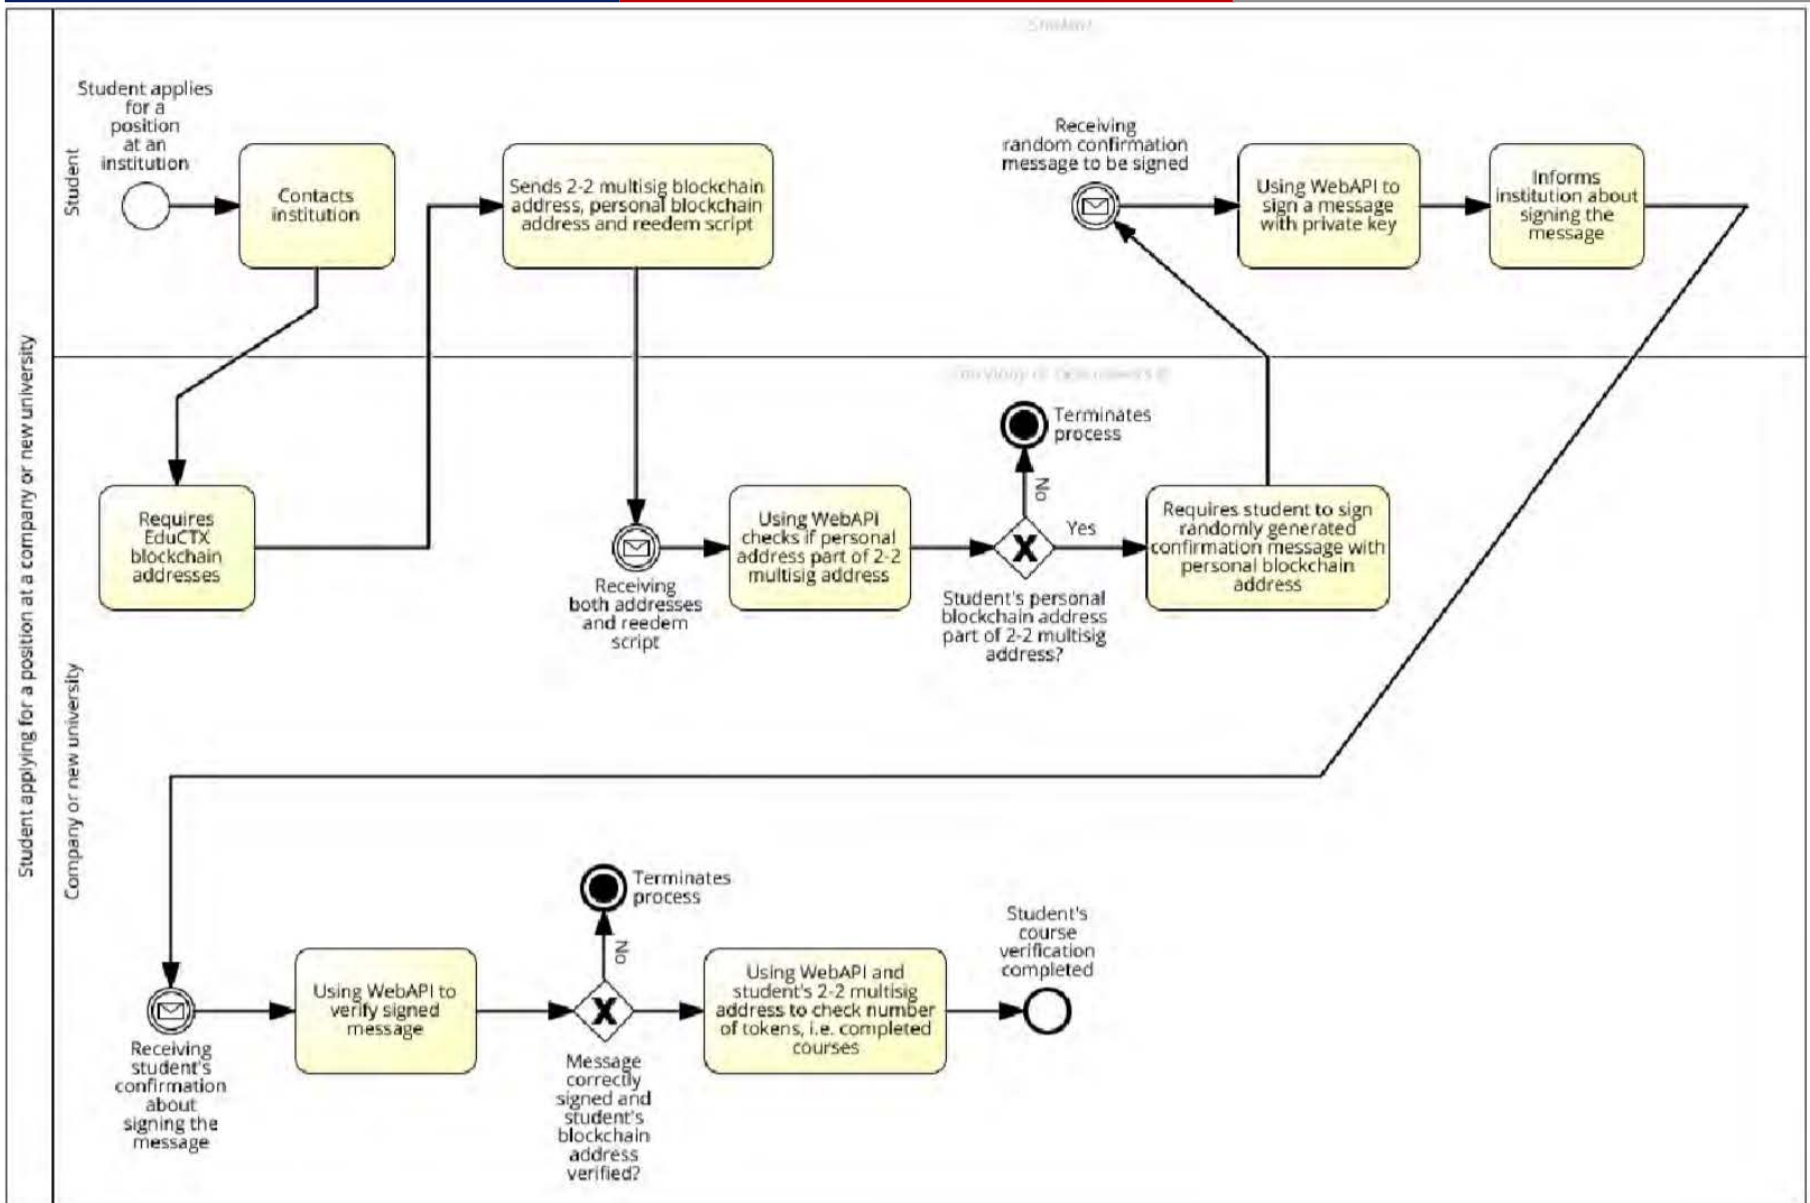 Student applying for a position at a company or new university
Student
Student applies
for a
position
at an
institution
Contacts
institution
Sends 2-2 multisig blockchain
address, personal blockchain
address and reedem script
Receiving
random confirmation
message to be signed
Using WebAPI to
sign a message
with private key
Informs
institution about
signing the
message
Company or new university
Requires
EduCTX
blockchain
addresses
Receiving
both addresses
and reedem
script
Using WebAPI
checks if personal
address part of 2-2
multisig address
Terminates
process
No
Yes
Student's personal
blockchain address
part of 2-2 multisig
address?
Requires student to sign
randomly generated
confirmation message with
personal blockchain
address
Receiving
student's
confirmation
about
signing the
message
Using WebAPI to
verify signed
message
Terminates
process
No
Message
correctly
signed and
student's
blockchain
address
verified?
Using WebAPI and
student's 2-2 multisig
address to check number
of tokens, i.e. completed
courses
Student's
course
verification
completed